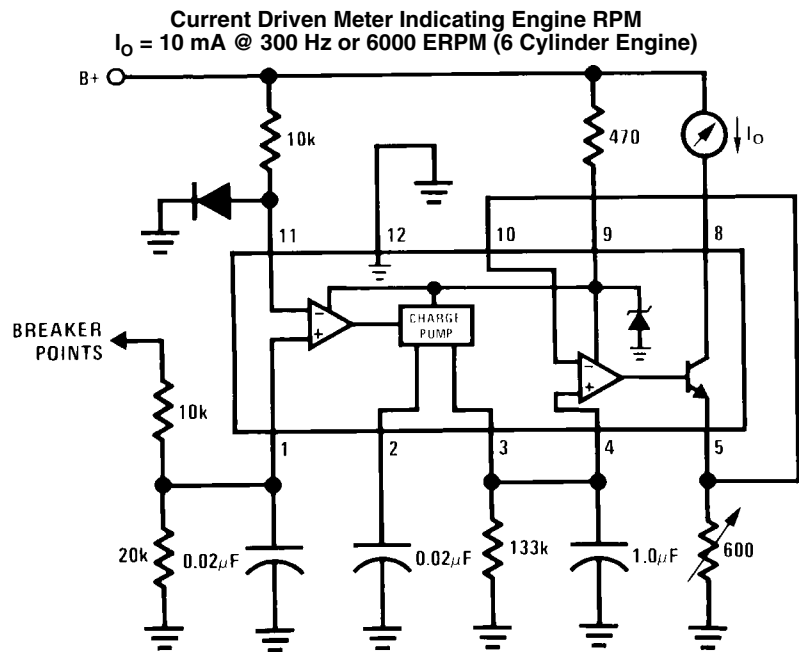 Current Driven Meter Indicating Engine RPM
I_O = 10 mA @ 300 Hz or 6000 ERPM (6 Cylinder Engine)
B+
10k
470
I_O
11
12
10
9
8
−
+
CHARGE
PUMP
−
+
BREAKER
POINTS
10k
1
2
3
4
5
20k
0.02μF
0.02μF
133k
1.0μF
600